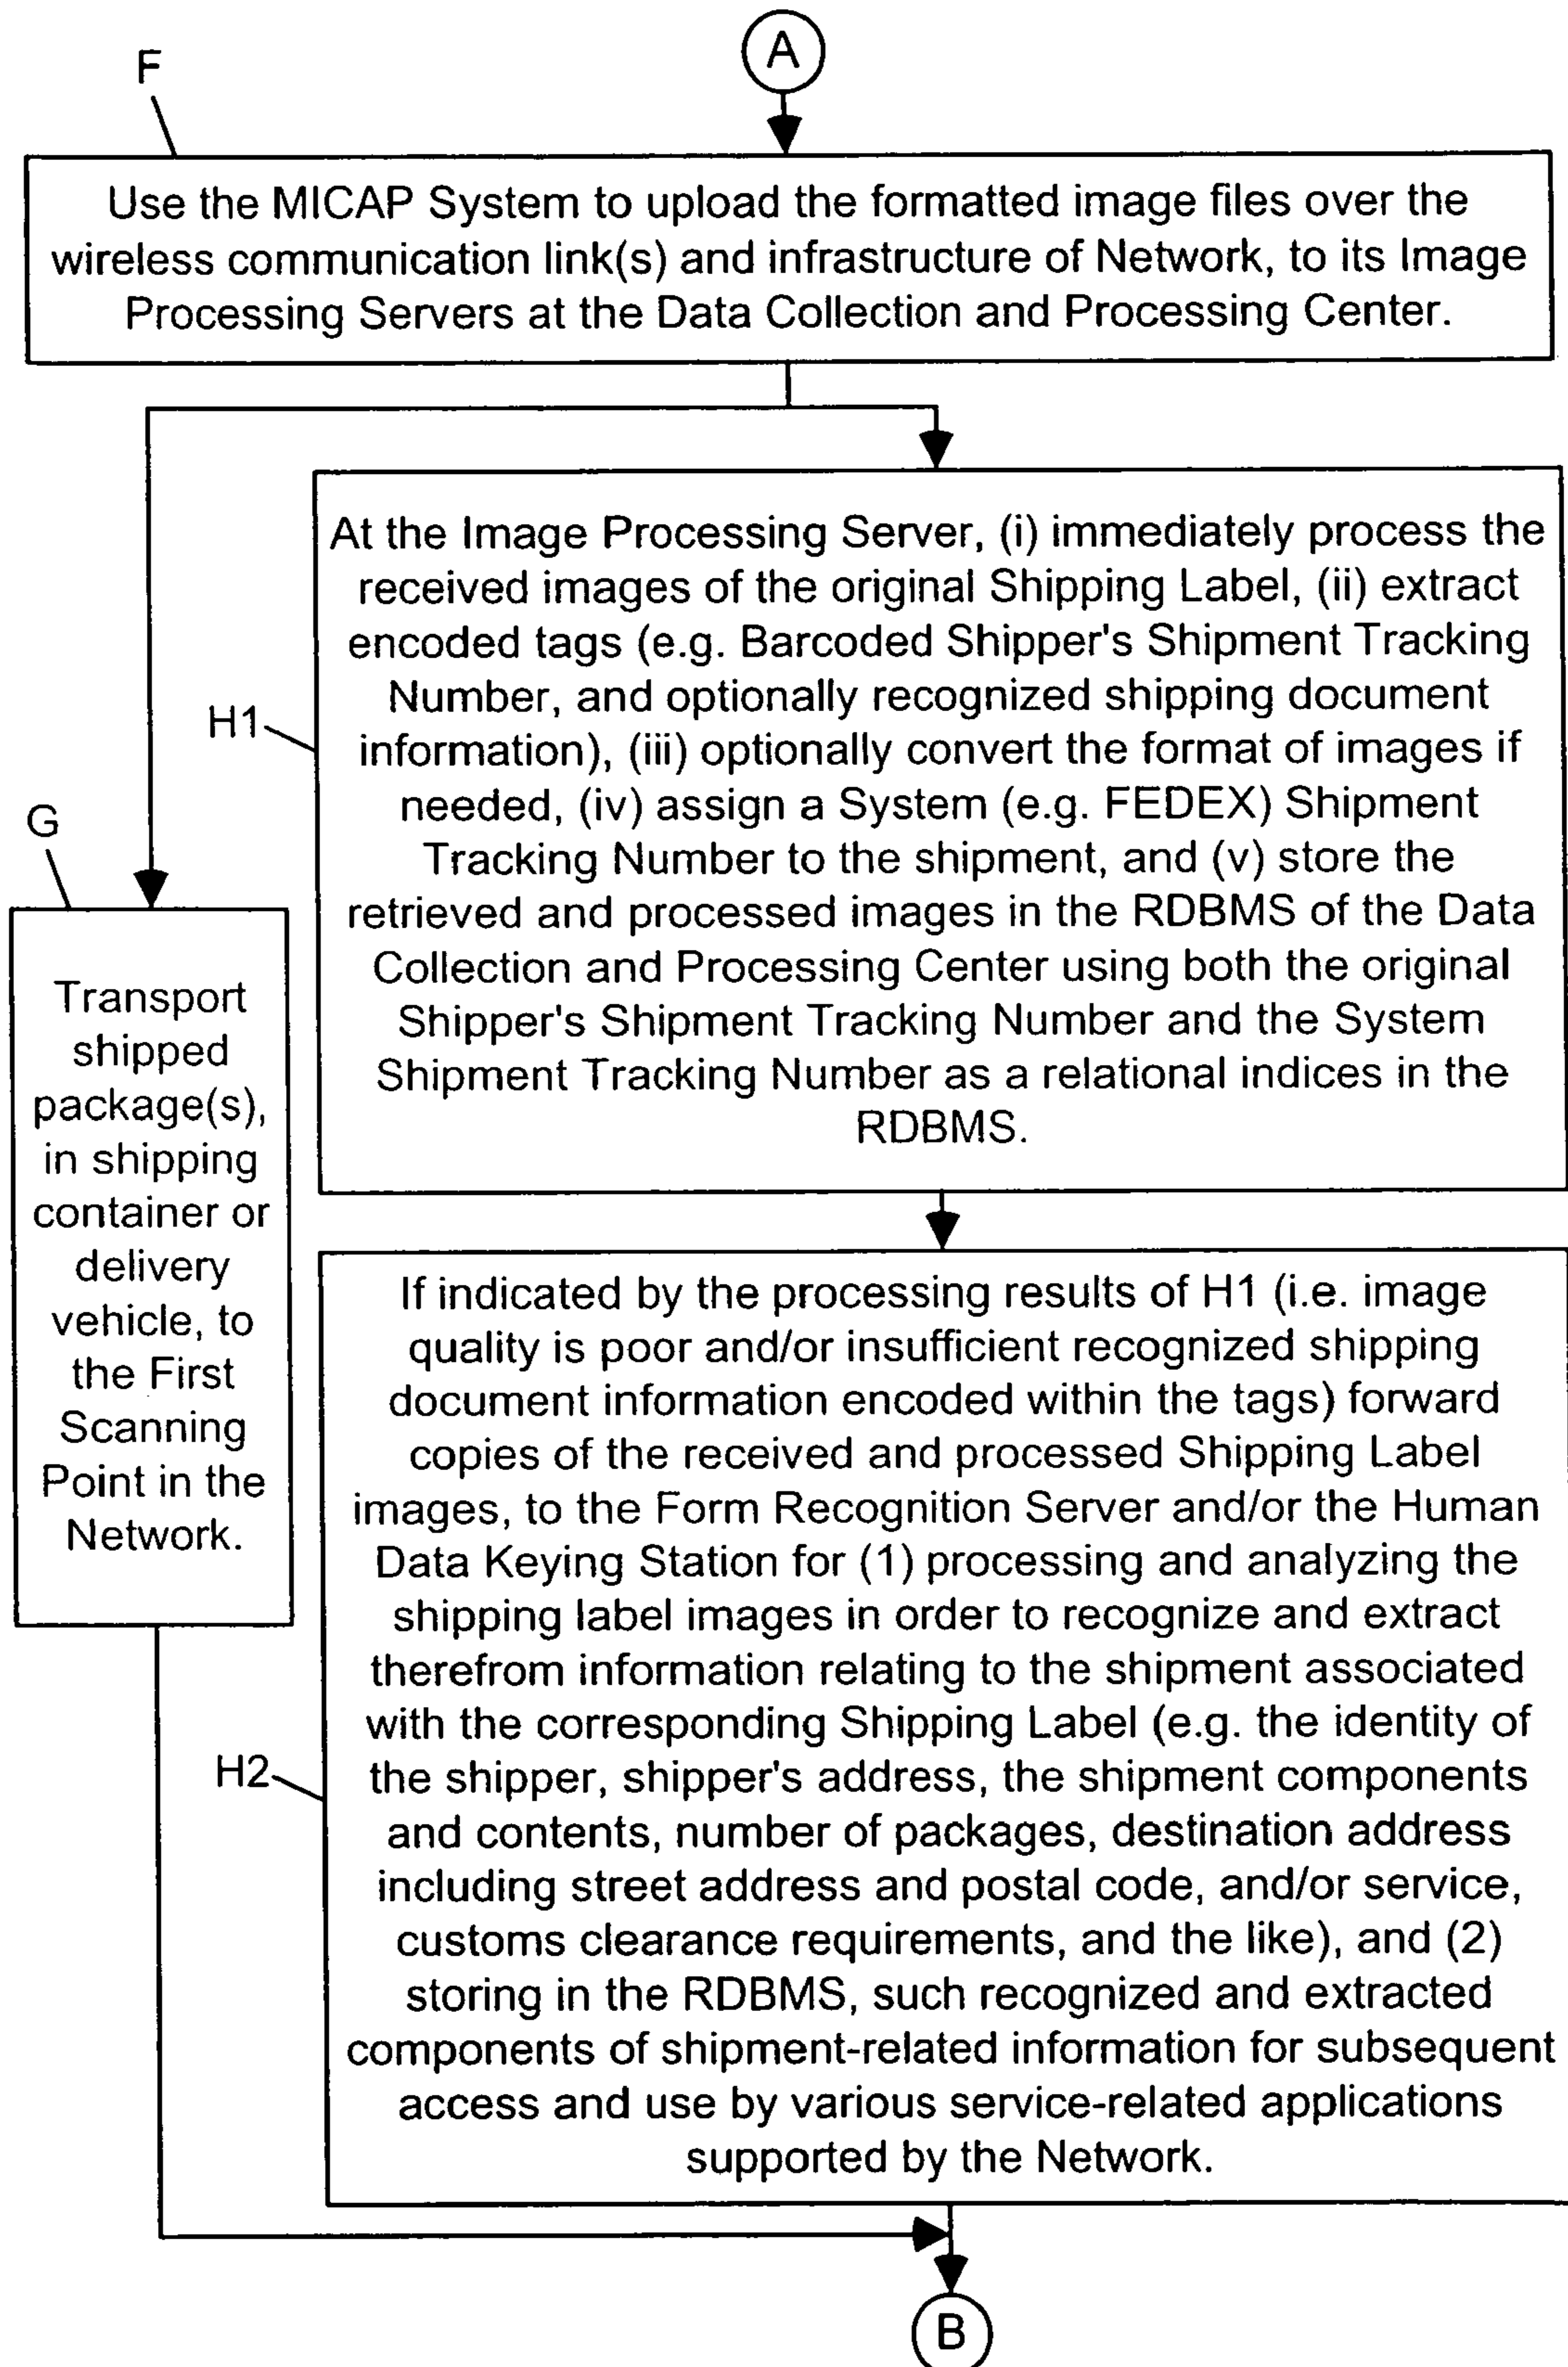 A
F
Use the MICAP System to upload the formatted image files over the
wireless communication link(s) and infrastructure of Network, to its Image
Processing Servers at the Data Collection and Processing Center.
H1
At the Image Processing Server, (i) immediately process the
received images of the original Shipping Label, (ii) extract
encoded tags (e.g. Barcoded Shipper's Shipment Tracking
Number, and optionally recognized shipping document
information), (iii) optionally convert the format of images if
needed, (iv) assign a System (e.g. FEDEX) Shipment
Tracking Number to the shipment, and (v) store the
retrieved and processed images in the RDBMS of the Data
Collection and Processing Center using both the original
Shipper's Shipment Tracking Number and the System
Shipment Tracking Number as a relational indices in the
RDBMS.
G
Transport
shipped
package(s),
in shipping
container or
delivery
vehicle, to
the First
Scanning
Point in the
Network.
H2
If indicated by the processing results of H1 (i.e. image
quality is poor and/or insufficient recognized shipping
document information encoded within the tags) forward
copies of the received and processed Shipping Label
images, to the Form Recognition Server and/or the Human
Data Keying Station for (1) processing and analyzing the
shipping label images in order to recognize and extract
therefrom information relating to the shipment associated
with the corresponding Shipping Label (e.g. the identity of
the shipper, shipper's address, the shipment components
and contents, number of packages, destination address
including street address and postal code, and/or service,
customs clearance requirements, and the like), and (2)
storing in the RDBMS, such recognized and extracted
components of shipment-related information for subsequent
access and use by various service-related applications
supported by the Network.
B